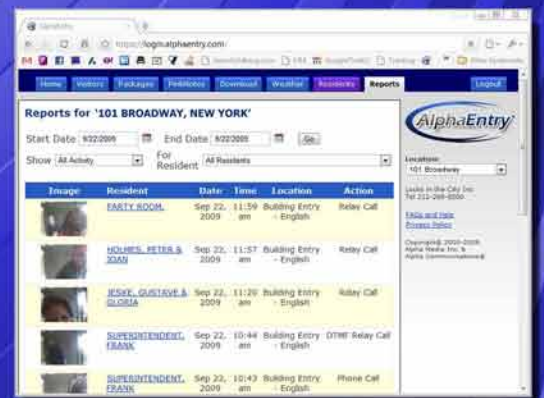 https://login.alphaentry.com
Home Visitors Packages Download Weather Residents Reports Logout
Reports for '101 BROADWAY, NEW YORK'
AlphaEntry
Start Date 9/22/2009 End Date 9/22/2009 Go
Show All Activity For Resident All Residents
Location:
101 Broadway
Locks in the City Inc
FAQs and Help
Privacy Policy
Image Resident Date Time Location Action
PARTY ROOM, Sep 22, 2009 11:59 am Building Entry - English Relay Call
HOLMES, PETER & JOAN Sep 22, 2009 11:57 am Building Entry - English Relay Call
JESKE, GUSTAVE & GLORIA Sep 22, 2009 11:20 am Building Entry - English Relay Call
SUPERINTENDENT, FRANK Sep 22, 2009 10:44 am Building Entry - English DTMF Relay Call
SUPERINTENDENT, FRANK Sep 22, 2009 10:43 am Building Entry - English Phone Call